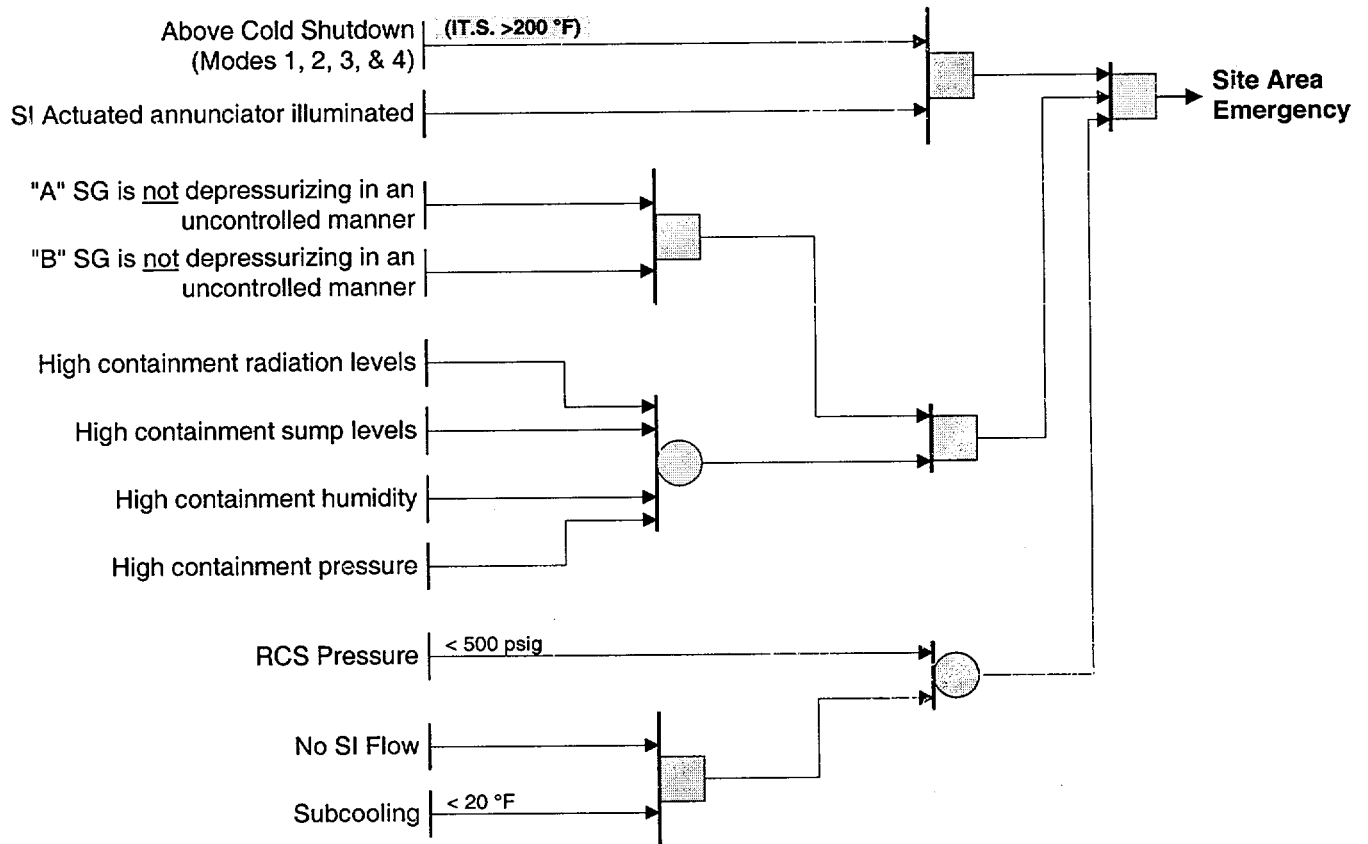 Above Cold Shutdown
(Modes 1, 2, 3, & 4)
(IT.S. >200 °F)
SI Actuated annunciator illuminated
Site Area
Emergency
"A" SG is not depressurizing in an
uncontrolled manner
"B" SG is not depressurizing in an
uncontrolled manner
High containment radiation levels
High containment sump levels
High containment humidity
High containment pressure
RCS Pressure
< 500 psig
No SI Flow
Subcooling
< 20 °F